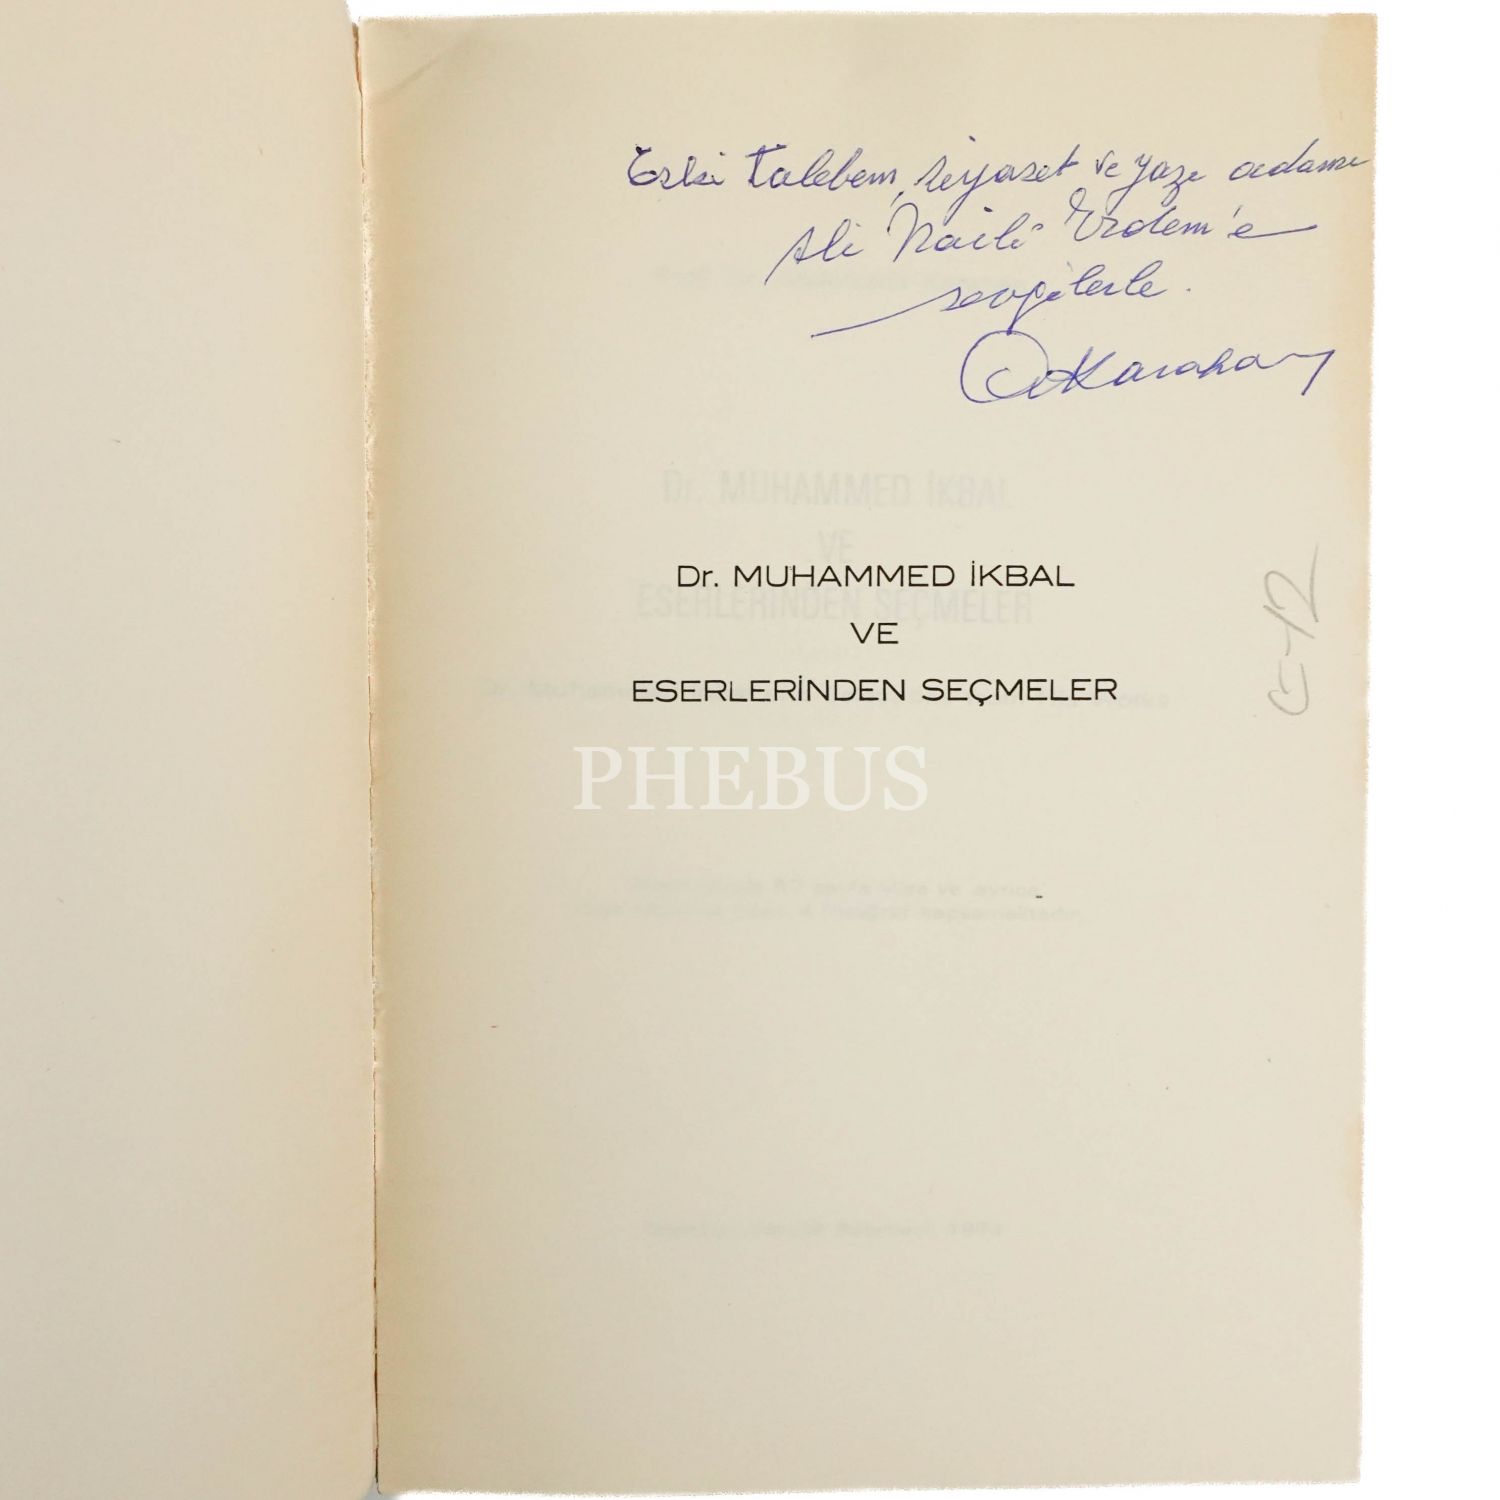 Eski Talebem, siyaset ve yazı adamı
Ali Naili Erdem'e
sevgilerle.
Karahan
Dr. MUHAMMED İKBAL
VE
ESERLERİNDEN SEÇMELER
PHEBUS